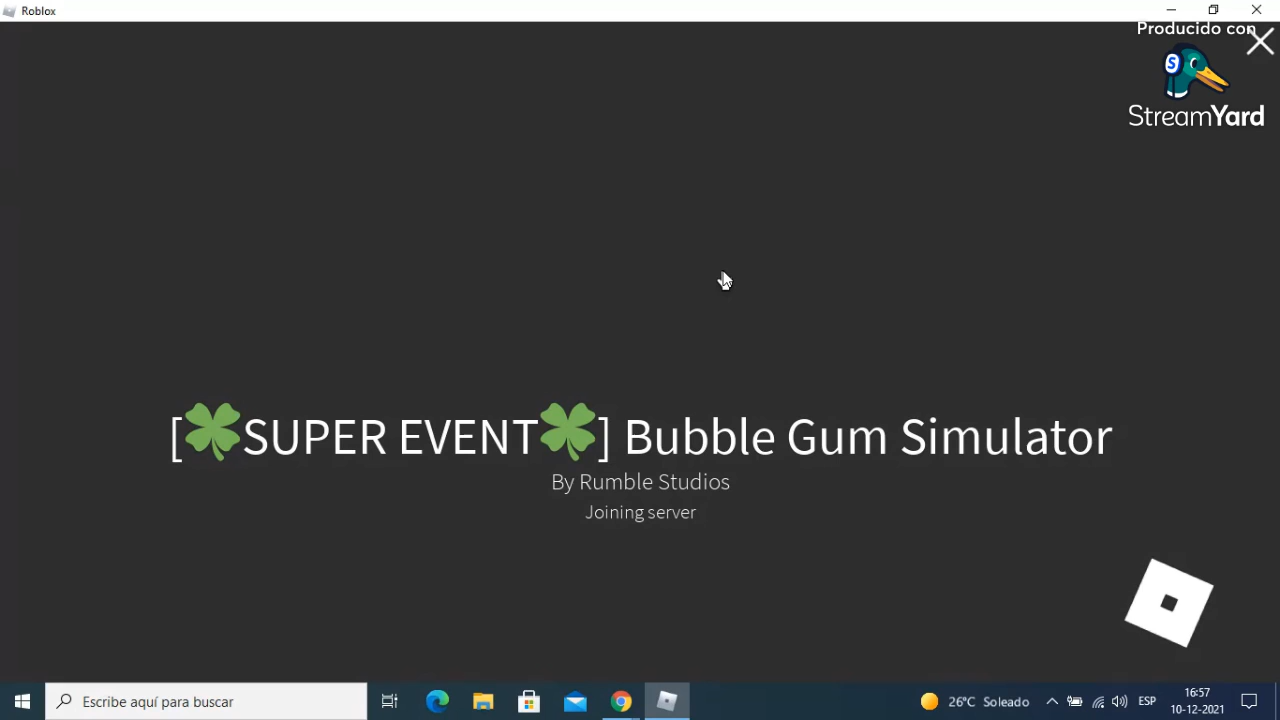 Roblox
Producido con
S
StreamYard
[🍀SUPER EVENT🍀] Bubble Gum Simulator
By Rumble Studios
Joining server
Escribe aquí para buscar
26°C Soleado
ESP
16:57
10-12-2021